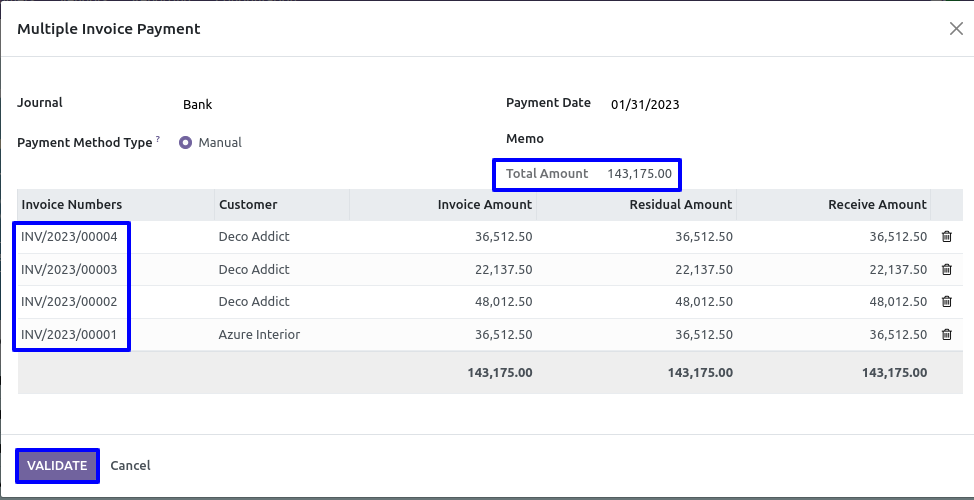 Multiple Invoice Payment
Journal Bank Payment Date 01/31/2023
Payment Method Type ? Manual Memo
Total Amount 143,175.00
Invoice Numbers Customer Invoice Amount Residual Amount Receive Amount
INV/2023/00004 Deco Addict 36,512.50 36,512.50 36,512.50
INV/2023/00003 Deco Addict 22,137.50 22,137.50 22,137.50
INV/2023/00002 Deco Addict 48,012.50 48,012.50 48,012.50
INV/2023/00001 Azure Interior 36,512.50 36,512.50 36,512.50
143,175.00 143,175.00 143,175.00
VALIDATE Cancel